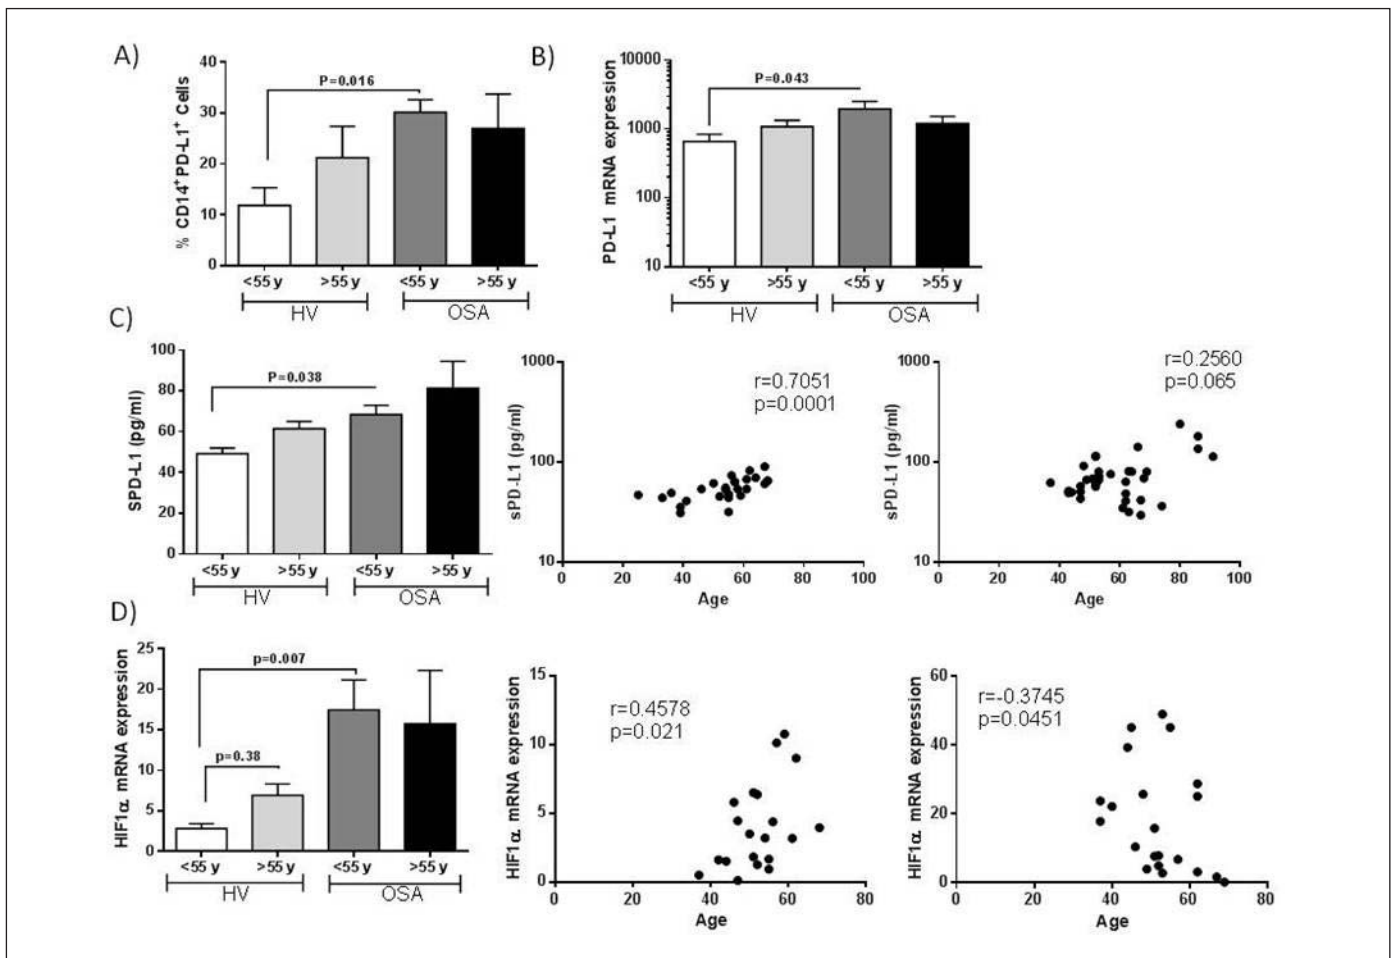 A)
% CD14+PD-L1+ Cells
40
30
20
10
0
P=0.016
<55 y >55 y <55 y >55 y
HV OSA
B)
PD-L1 mRNA expression
10000
1000
100
10
P=0.043
<55 y >55 y <55 y >55 y
HV OSA
C)
SPD-L1 (pg/ml)
100
80
60
40
20
0
P=0.038
<55 y >55 y <55 y >55 y
HV OSA
sPD-L1 (pg/ml)
1000
100
10
r=0.7051
p=0.0001
0 20 40 60 80 100
Age
sPD-L1 (pg/ml)
1000
100
10
r=0.2560
p=0.065
0 20 40 60 80 100
Age
D)
HIF1α mRNA expression
25
20
15
10
5
0
p=0.007
p=0.38
<55 y >55 y <55 y >55 y
HV OSA
HIF1α mRNA expression
15
10
5
0
r=0.4578
p=0.021
0 20 40 60 80
Age
HIF1α mRNA expression
60
40
20
0
r=-0.3745
p=0.0451
0 20 40 60 80
Age